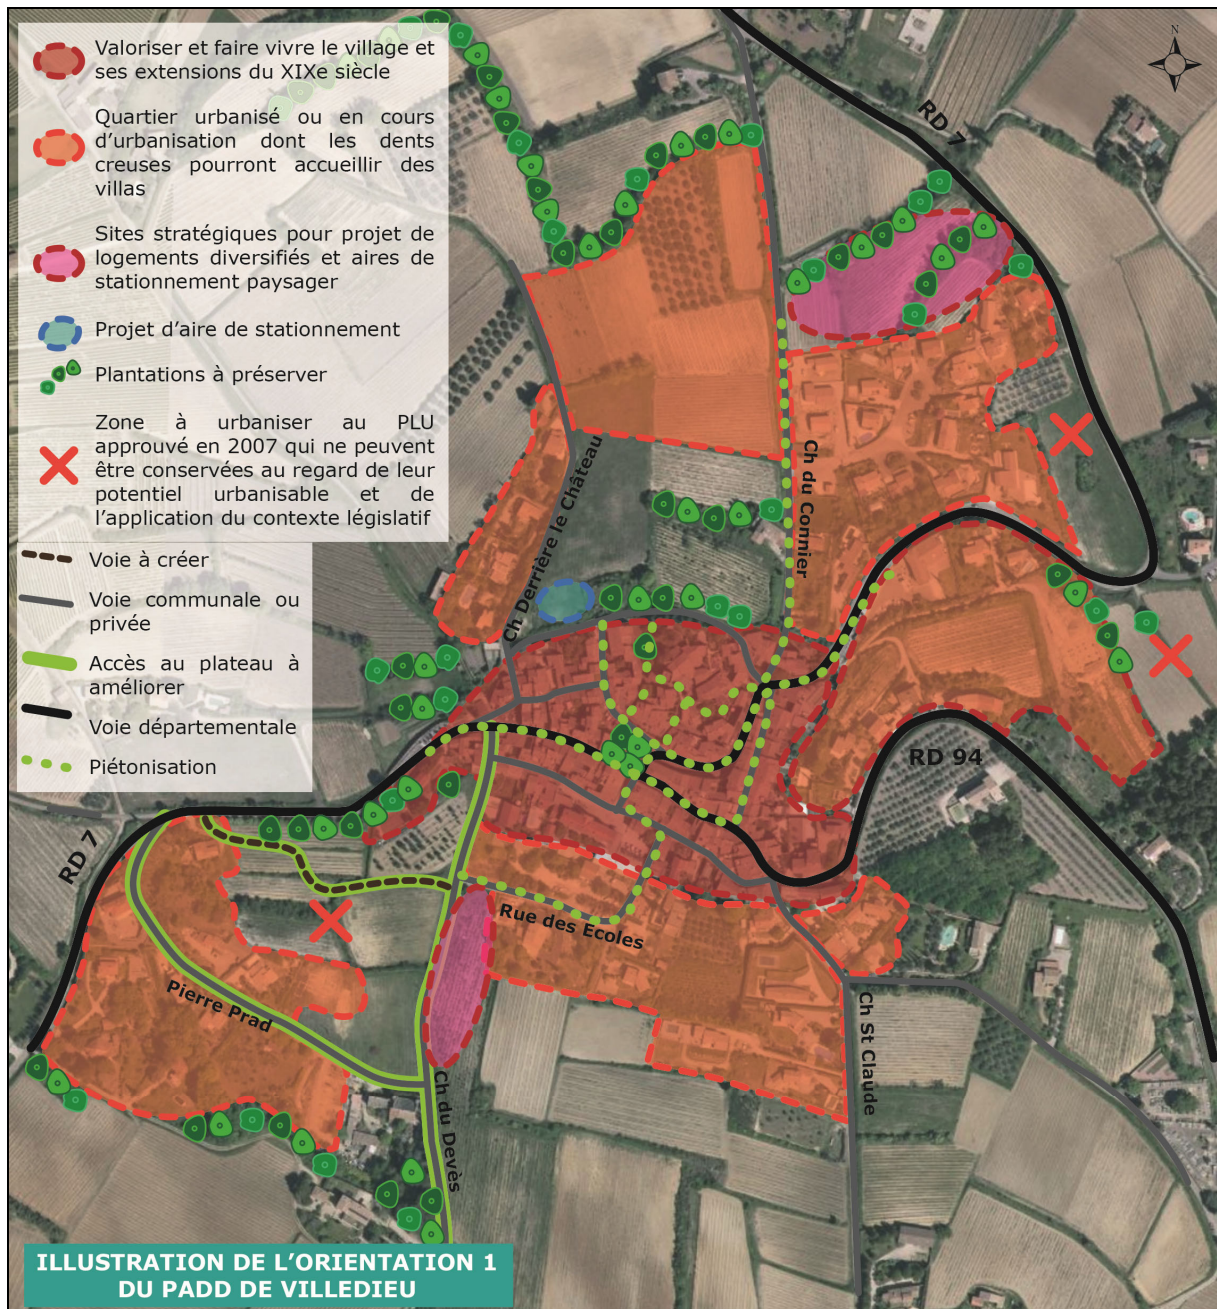 Valoriser et faire vivre le village et
ses extensions du XIXe siècle
Quartier urbanisé ou en cours
d'urbanisation dont les dents
creuses pourront accueillir des
villas
Sites stratégiques pour projet de
logements diversifiés et aires de
stationnement paysager
Projet d'aire de stationnement
Plantations à préserver
Zone à urbaniser au PLU
approuvé en 2007 qui ne peuvent
être conservées au regard de leur
potentiel urbanisable et de
l'application du contexte législatif
Voie à créer
Voie communale ou
privée
Accès au plateau à
améliorer
Voie départementale
Piétonisation
N
RD 7
Ch du Connier
Ch Derrière le Château
RD 94
RD 7
Rue des Ecoles
Pierre Prad
Ch St Claude
Ch du Devès
ILLUSTRATION DE L'ORIENTATION 1
DU PADD DE VILLEDIEU